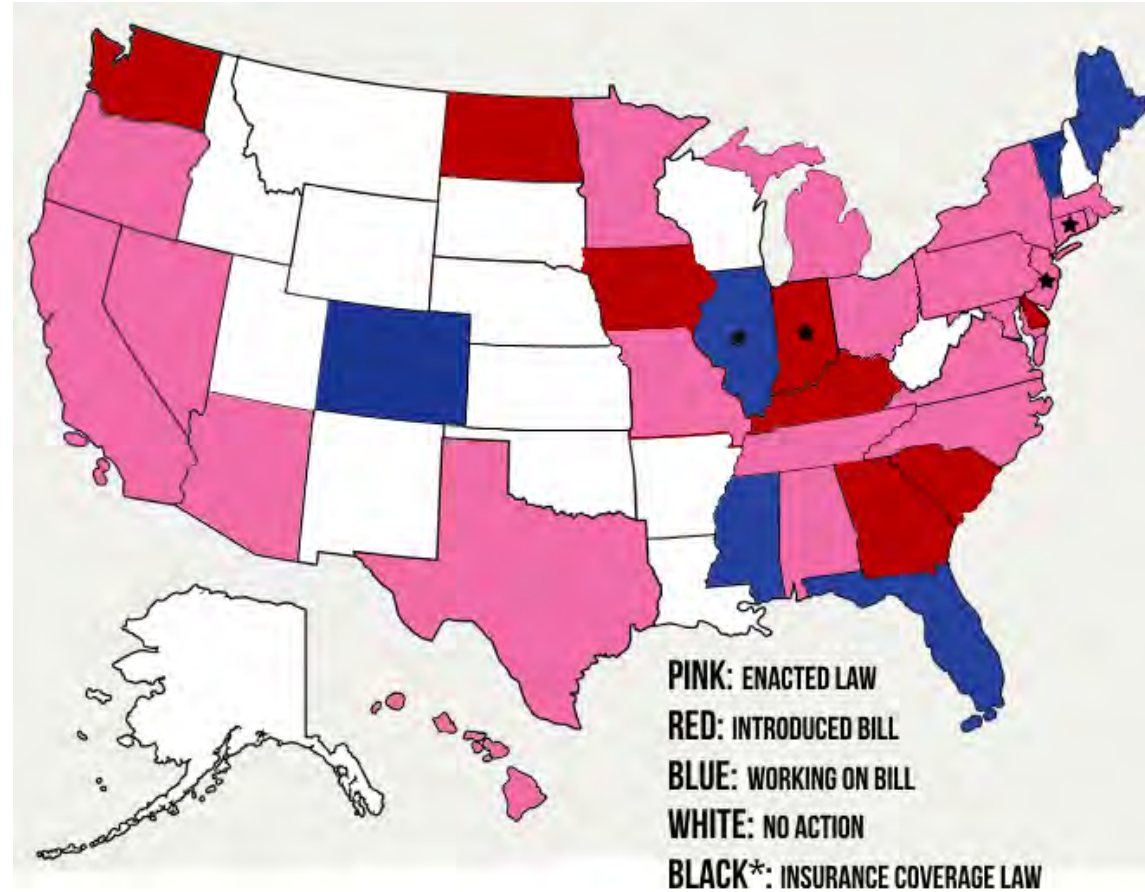 PINK: ENACTED LAW
RED: INTRODUCED BILL
BLUE: WORKING ON BILL
WHITE: NO ACTION
BLACK*: INSURANCE COVERAGE LAW